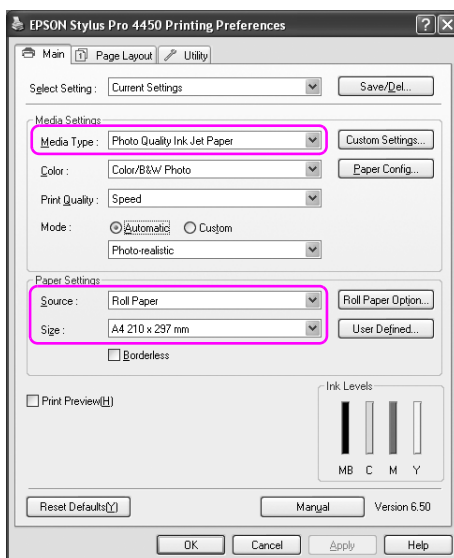 EPSON Stylus Pro 4450 Printing Preferences
Main Page Layout Utility
Select Setting : Current Settings Save/Del...
Media Settings
Media Type : Photo Quality Ink Jet Paper Custom Settings...
Color : Color/B&W Photo Paper Config...
Print Quality : Speed
Mode : Automatic Custom
Photo-realistic
Paper Settings
Source : Roll Paper Roll Paper Option...
Size : A4 210 x 297 mm User Defined...
Borderless
Print Preview(H)
Ink Levels
MB C M Y
Reset Defaults(Y) Manual Version 6.50
OK Cancel Apply Help